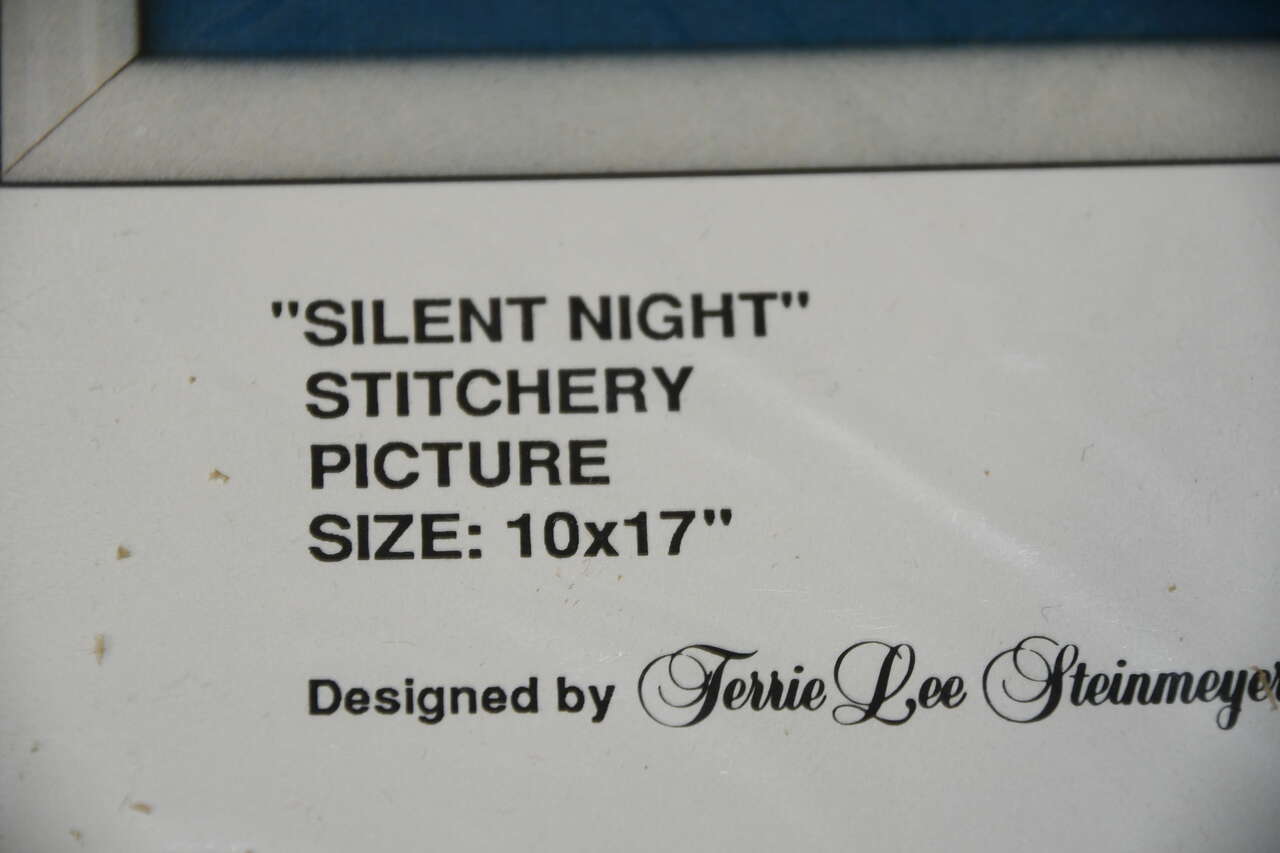 "SILENT NIGHT"
STITCHERY
PICTURE
SIZE: 10x17"
Designed by Terrie Lee Steinmeyer